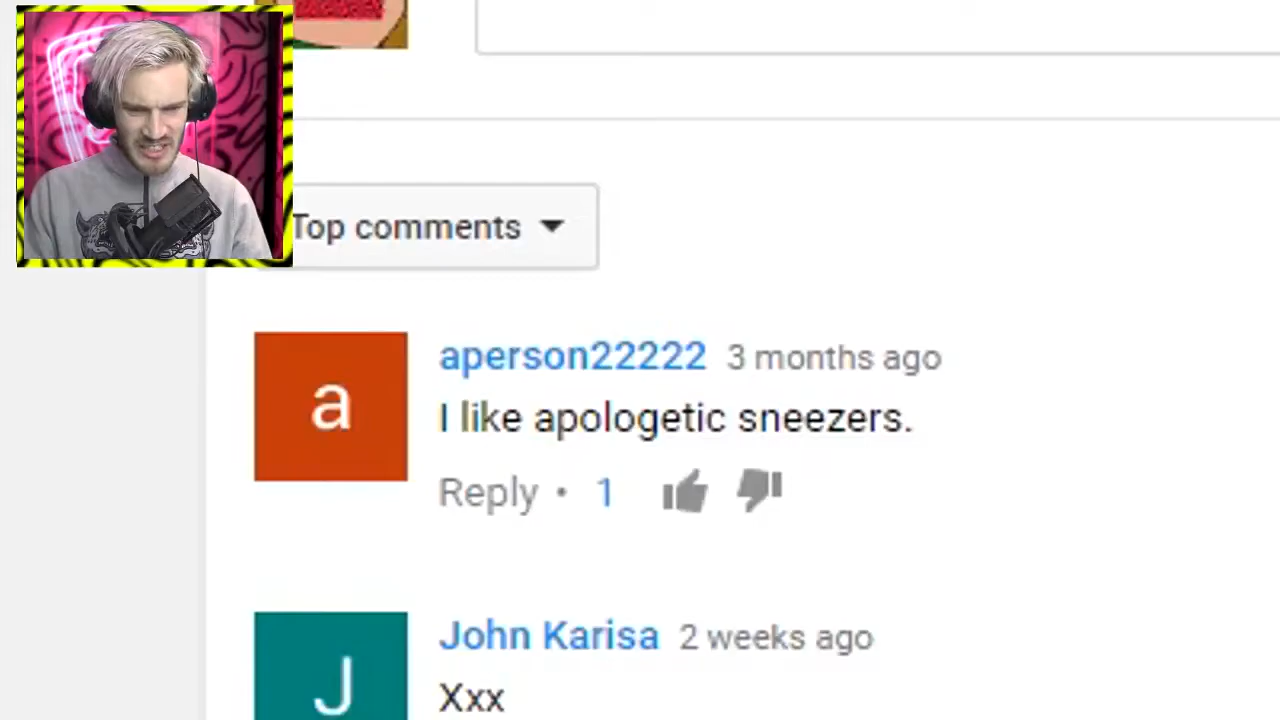 Top comments
aperson22222 3 months ago
I like apologetic sneezers.
Reply • 1
John Karisa 2 weeks ago
Xxx